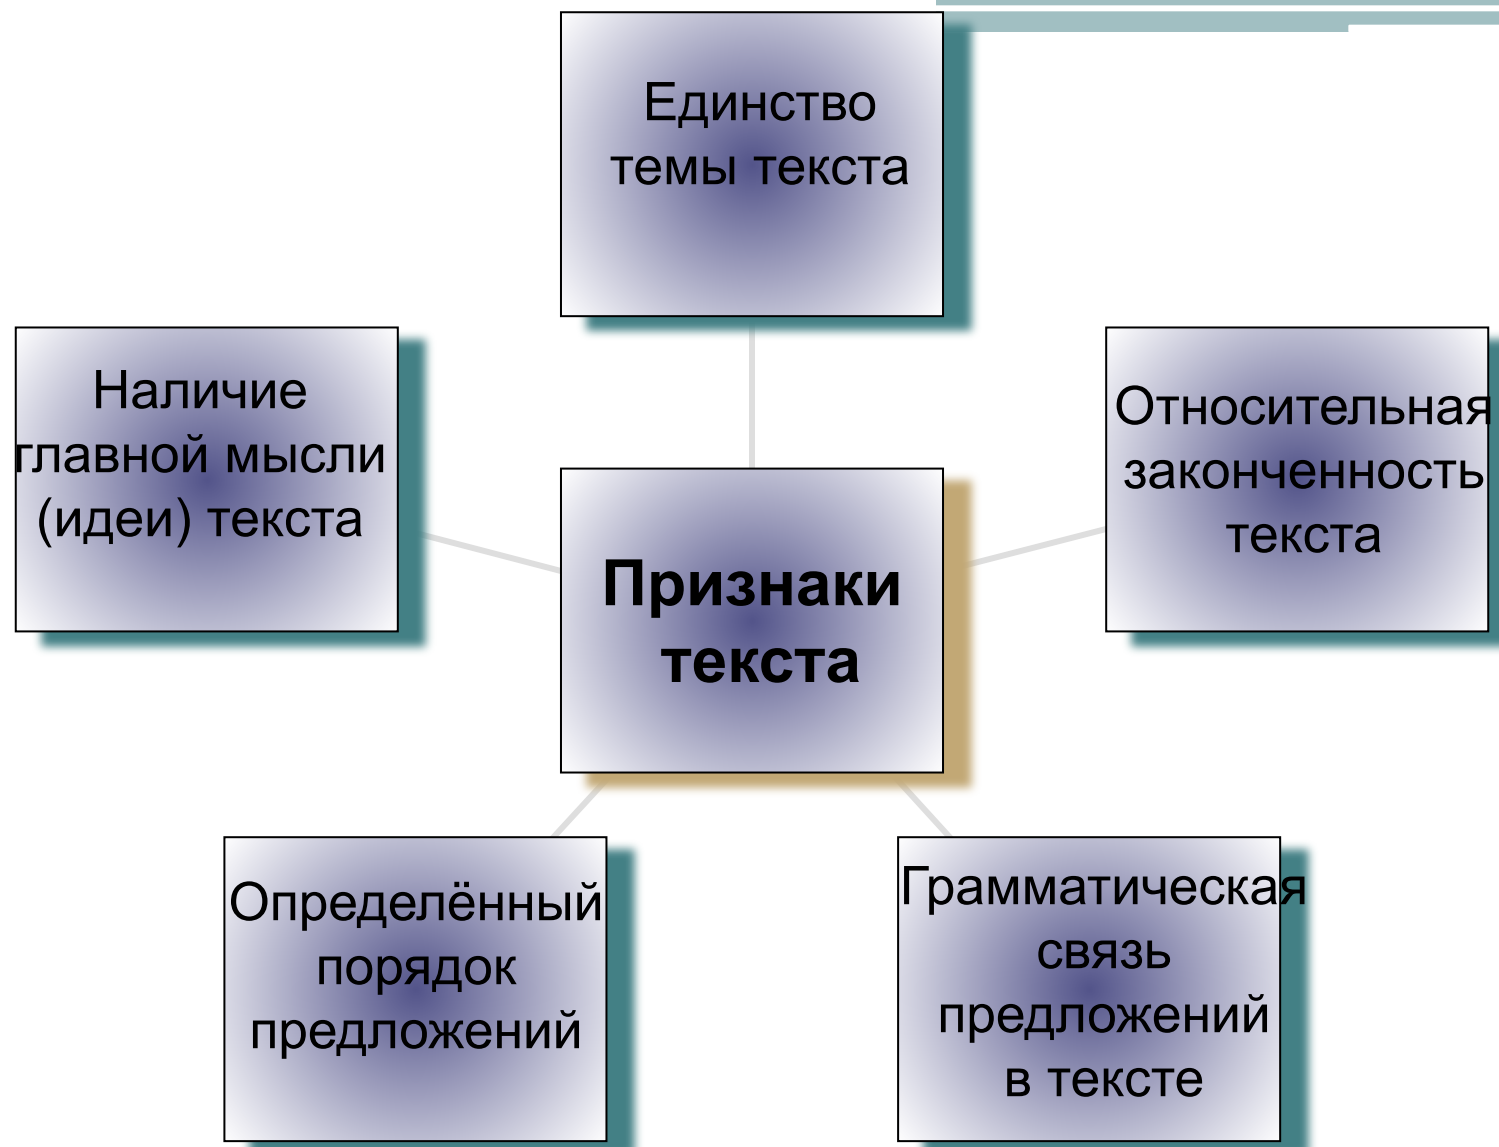 Единство
темы текста
Наличие
главной мысли
(идеи) текста
Относительная
законченность
текста
Признаки
текста
Определённый
порядок
предложений
Грамматическая
связь
предложений
в тексте